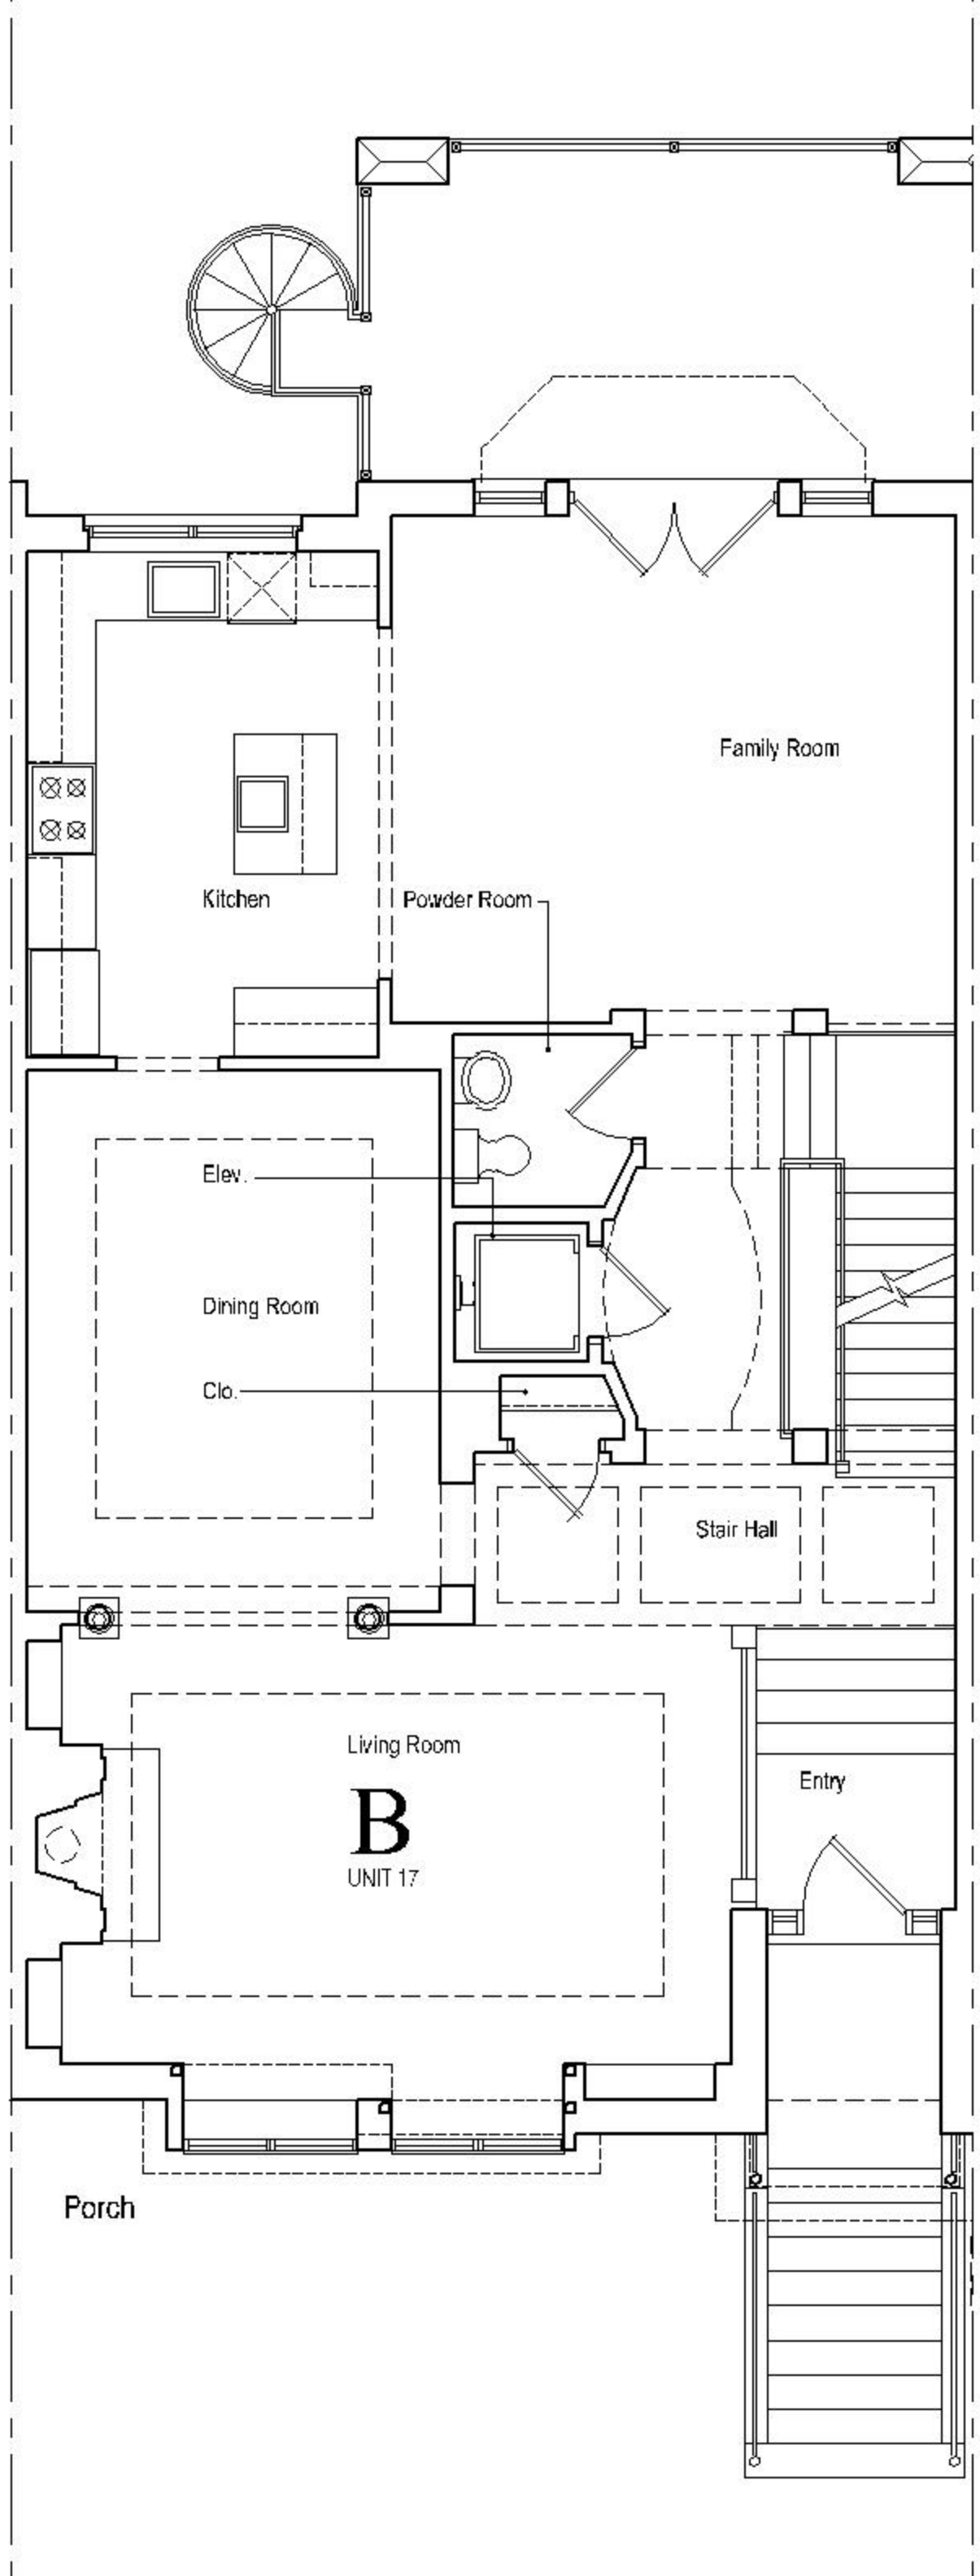 Family Room
Kitchen
Powder Room
Elev.
Dining Room
Clo.
Stair Hall
Living Room
Entry
B
UNIT 17
Porch